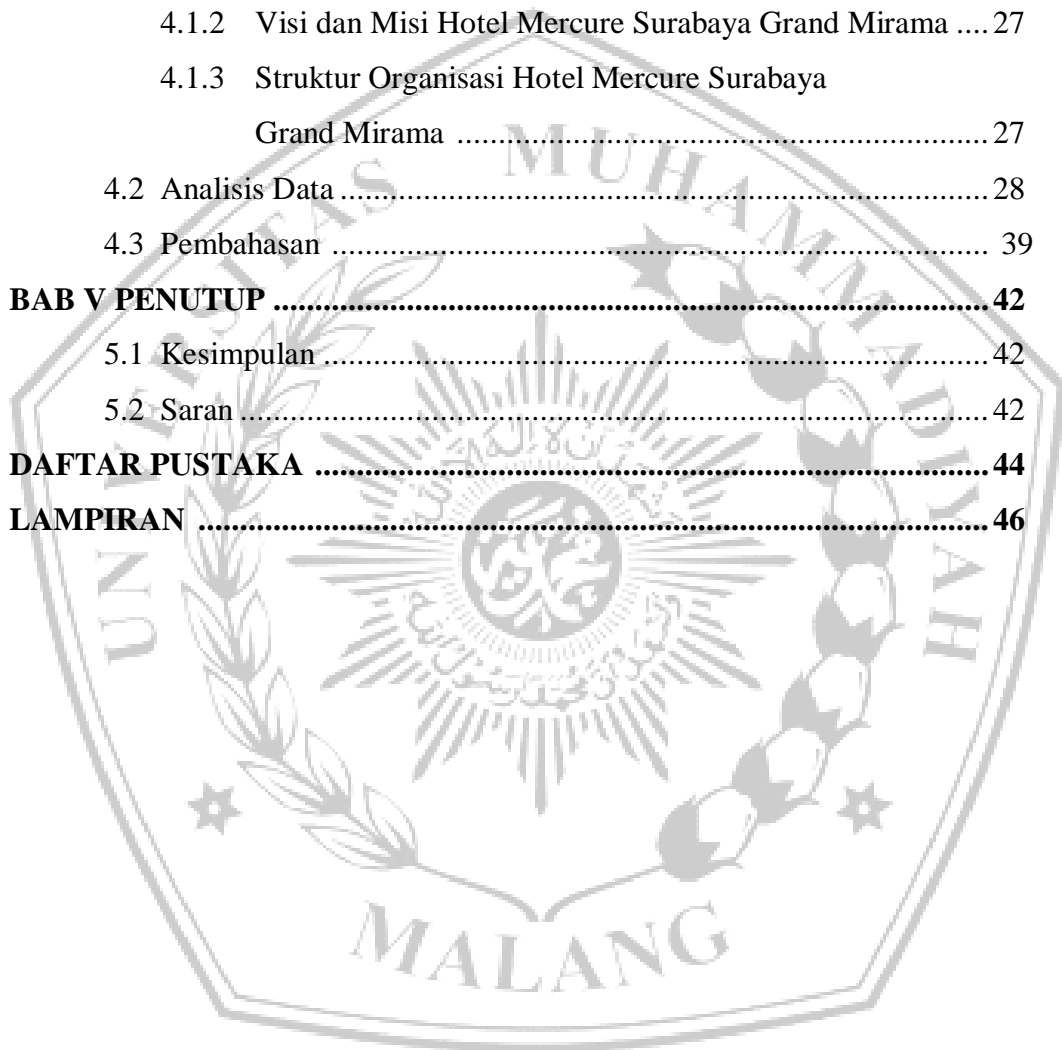 4.1.2 Visi dan Misi Hotel Mercure Surabaya Grand Mirama .... 27
4.1.3 Struktur Organisasi Hotel Mercure Surabaya
Grand Mirama ............................................................ 27
4.2 Analisis Data .......................................................................... 28
4.3 Pembahasan .......................................................................... 39
BAB V PENUTUP .................................................................................. 42
5.1 Kesimpulan ............................................................................ 42
5.2 Saran ...................................................................................... 42
DAFTAR PUSTAKA ............................................................................. 44
LAMPIRAN ........................................................................................... 46
UNIVERSITAS MUHAMMADIYAH
MALANG